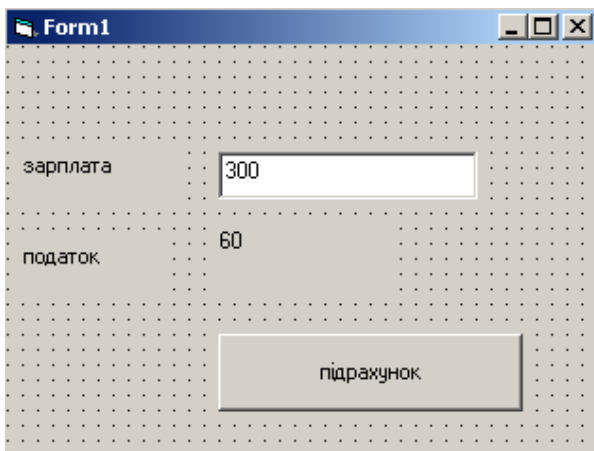 Form1
зарплата
300
податок
60
підрахунок